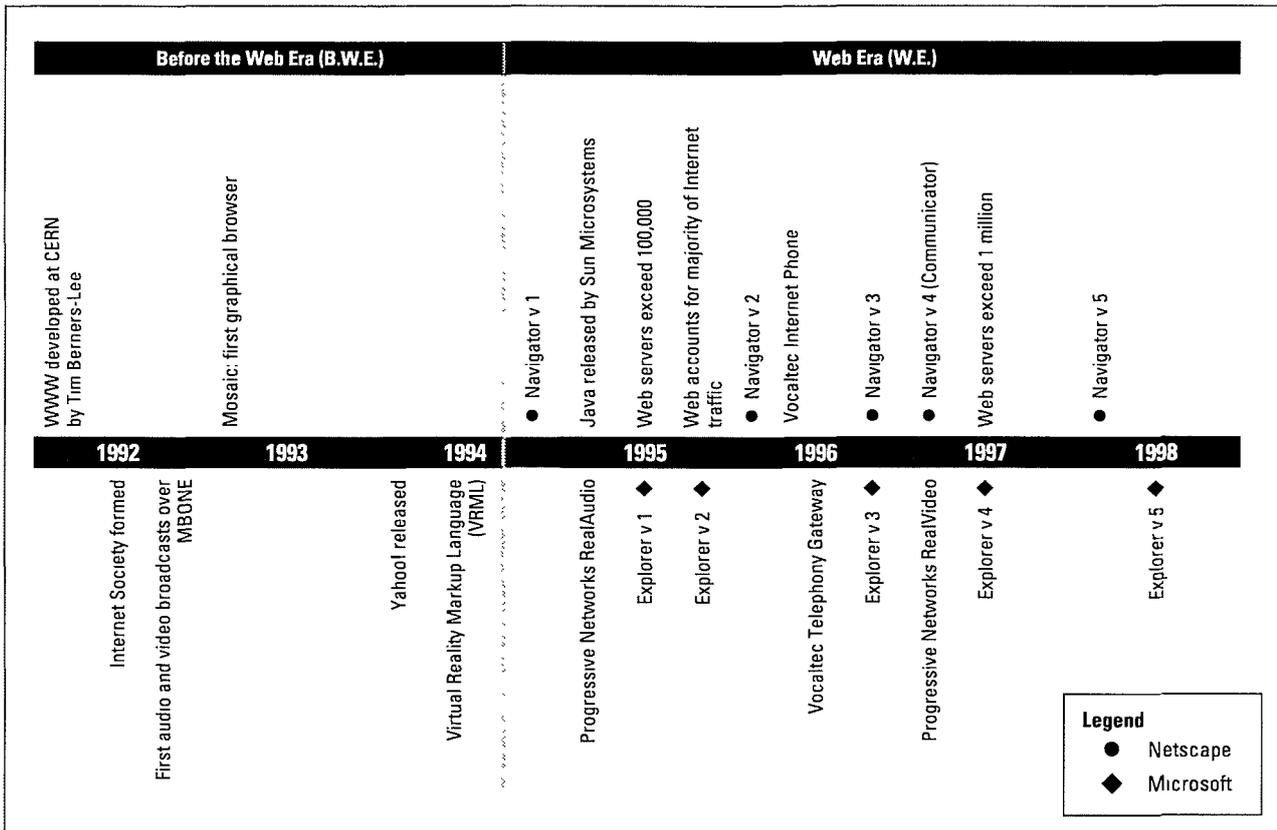 Before the Web Era (B.W.E.)
Web Era (W.E.)
WWW developed at CERN
by Tim Berners-Lee
Mosaic: first graphical browser
Navigator v 1
Java released by Sun Microsystems
Web servers exceed 100,000
Web accounts for majority of Internet
traffic
Navigator v 2
Vocaltec Internet Phone
Navigator v 3
Navigator v 4 (Communicator)
Web servers exceed 1 million
Navigator v 5
1992
1993
1994
1995
1996
1997
1998
Internet Society formed
First audio and video broadcasts over
MBONE
Yahoo! released
Virtual Reality Markup Language
(VRML)
Progressive Networks RealAudio
Explorer v 1
Explorer v 2
Vocaltec Telephony Gateway
Explorer v 3
Progressive Networks RealVideo
Explorer v 4
Explorer v 5
Legend
Netscape
Microsoft